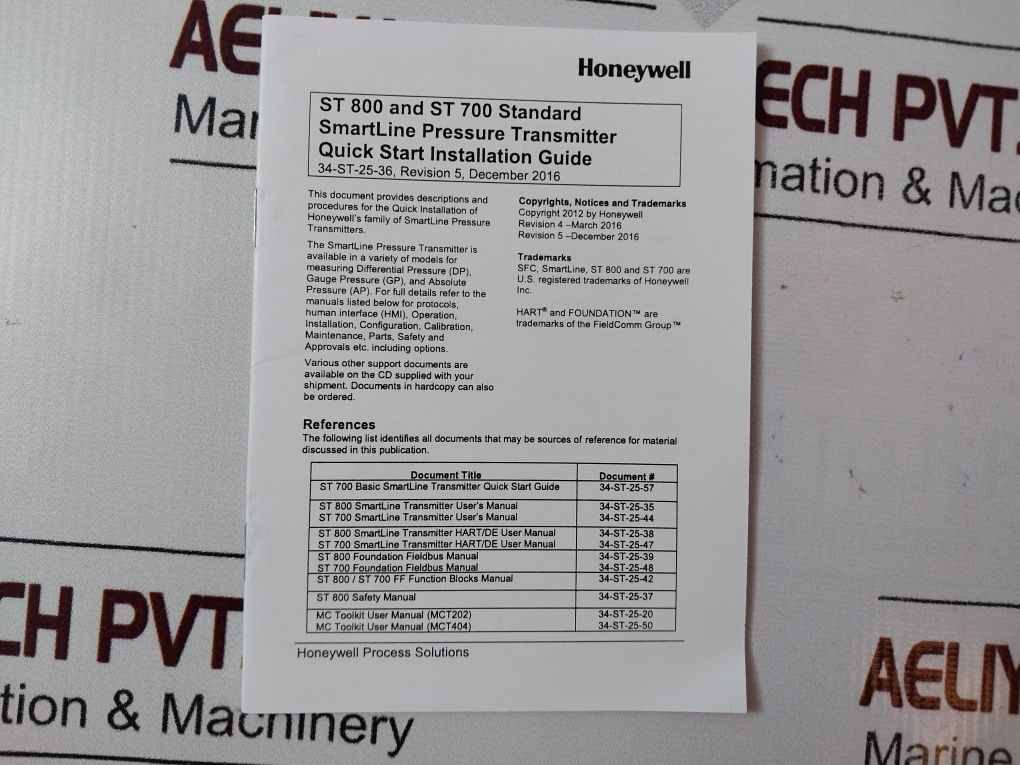 AE
Mar
ECH PVT.
mation & Mac
Honeywell
ST 800 and ST 700 Standard
SmartLine Pressure Transmitter
Quick Start Installation Guide
34-ST-25-36, Revision 5, December 2016
This document provides descriptions and
procedures for the Quick Installation of
Honeywell's family of SmartLine Pressure
Transmitters.
The SmartLine Pressure Transmitter is
available in a variety of models for
measuring Differential Pressure (DP),
Gauge Pressure (GP), and Absolute
Pressure (AP). For full details refer to the
manuals listed below for protocols,
human interface (HMI), Operation,
Installation, Configuration, Calibration,
Maintenance, Parts, Safety and
Approvals etc. including options.
Various other support documents are
available on the CD supplied with your
shipment. Documents in hardcopy can also
be ordered.
Copyrights, Notices and Trademarks
Copyright 2012 by Honeywell
Revision 4 –March 2016
Revision 5 –December 2016
Trademarks
SFC, SmartLine, ST 800 and ST 700 are
U.S. registered trademarks of Honeywell
Inc.
HART® and FOUNDATION™ are
trademarks of the FieldComm Group™
References
The following list identifies all documents that may be sources of reference for material
discussed in this publication.
Document Title Document #
ST 700 Basic SmartLine Transmitter Quick Start Guide 34-ST-25-57
ST 800 SmartLine Transmitter User's Manual 34-ST-25-35
ST 700 SmartLine Transmitter User's Manual 34-ST-25-44
ST 800 SmartLine Transmitter HART/DE User Manual 34-ST-25-38
ST 700 SmartLine Transmitter HART/DE User Manual 34-ST-25-47
ST 800 Foundation Fieldbus Manual 34-ST-25-39
ST 700 Foundation Fieldbus Manual 34-ST-25-48
ST 800 / ST 700 FF Function Blocks Manual 34-ST-25-42
ST 800 Safety Manual 34-ST-25-37
MC Toolkit User Manual (MCT202) 34-ST-25-20
MC Toolkit User Manual (MCT404) 34-ST-25-50
Honeywell Process Solutions
CH PVT.
tion & Machinery
AELIY
Marine